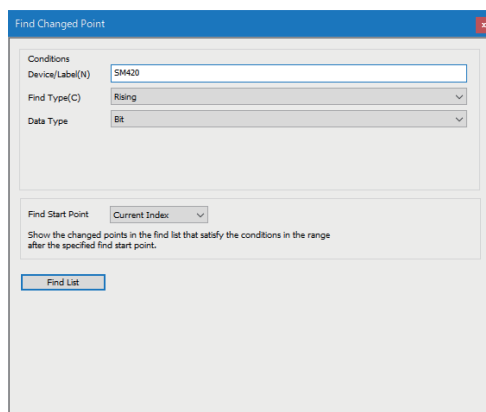 Find Changed Point
x
Conditions
Device/Label(N) SM420
Find Type(C) Rising
Data Type Bit
Find Start Point Current Index
Show the changed points in the find list that satisfy the conditions in the range
after the specified find start point.
Find List